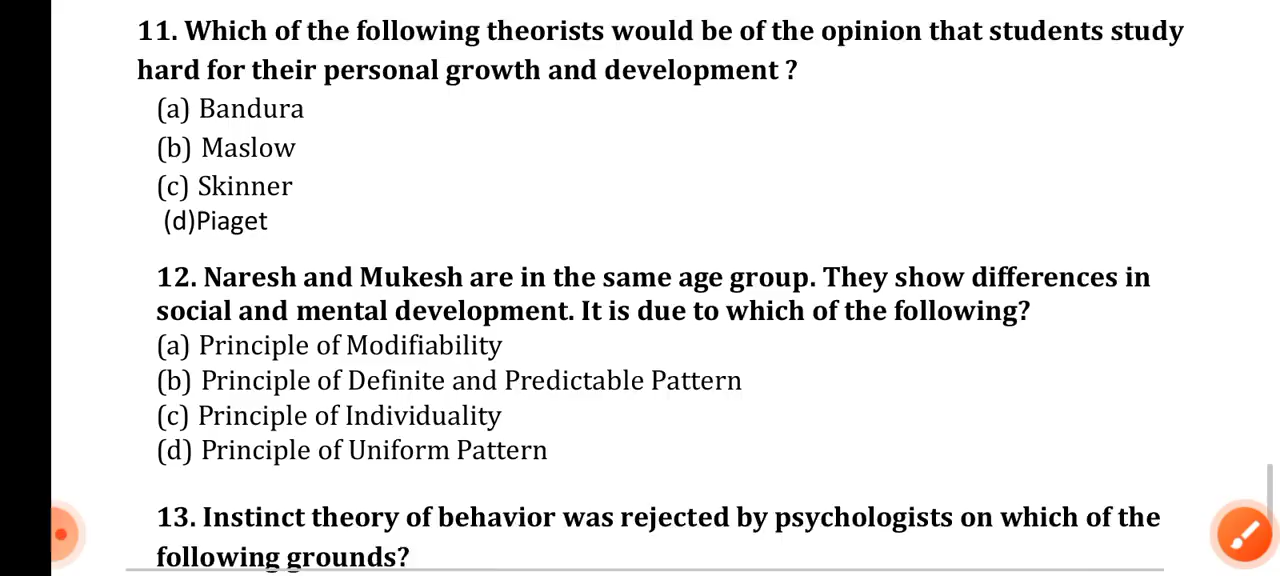 11. Which of the following theorists would be of the opinion that students study
hard for their personal growth and development ?
(a) Bandura
(b) Maslow
(c) Skinner
(d)Piaget
12. Naresh and Mukesh are in the same age group. They show differences in
social and mental development. It is due to which of the following?
(a) Principle of Modifiability
(b) Principle of Definite and Predictable Pattern
(c) Principle of Individuality
(d) Principle of Uniform Pattern
13. Instinct theory of behavior was rejected by psychologists on which of the
following grounds?